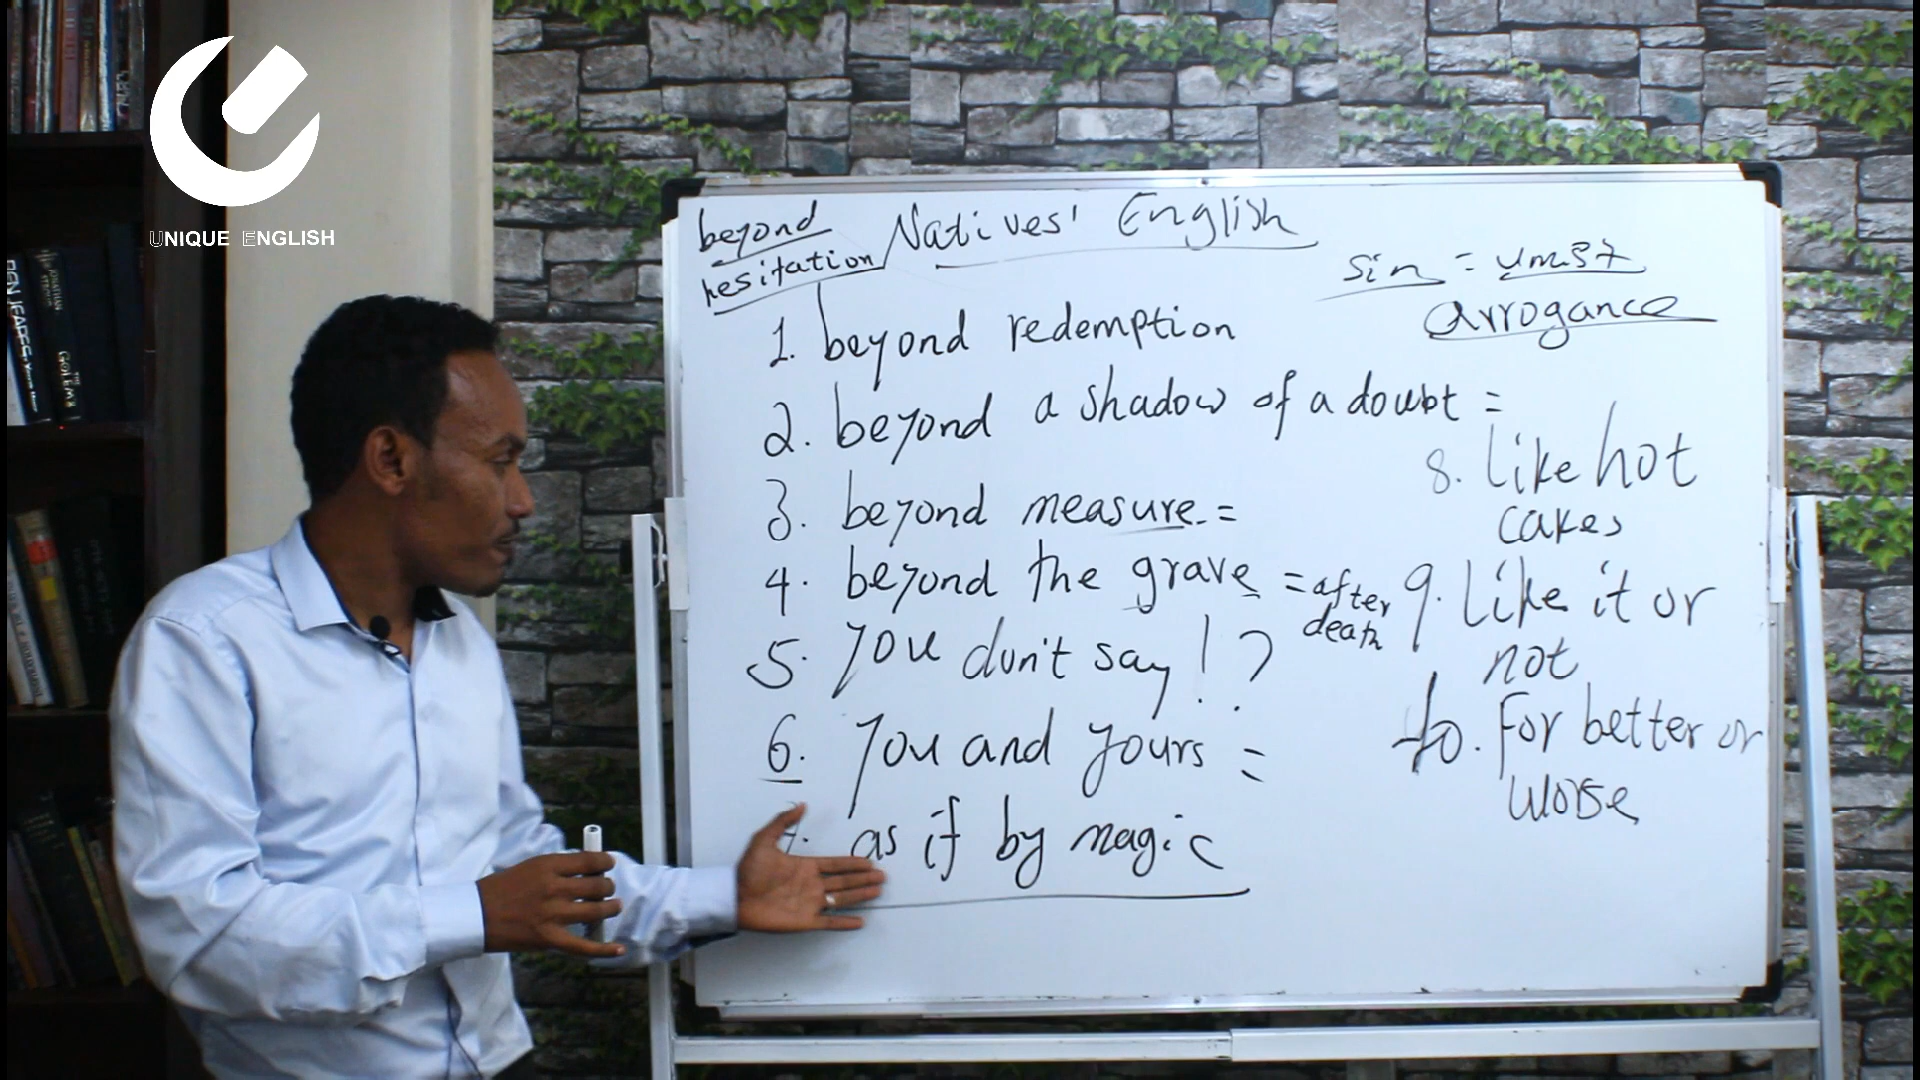 UNIQUE ENGLISH
beyond
hesitation
Natives' English
sin =
arrogance
1. beyond redemption
2. beyond a shadow of a doubt =
3. beyond measure =
4. beyond the grave = after
death
5. you don't say! ?
6. you and yours =
as if by magic
8. Like hot
cakes
9. Like it or
not
10. For better or
worse
THE
GOLEM